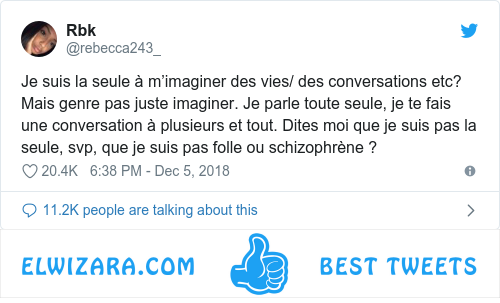 Rbk
@rebecca243_
Je suis la seule à m’imaginer des vies/ des conversations etc?
Mais genre pas juste imaginer. Je parle toute seule, je te fais
une conversation à plusieurs et tout. Dites moi que je suis pas la
seule, svp, que je suis pas folle ou schizophrène ?
20.4K 6:38 PM - Dec 5, 2018
11.2K people are talking about this
ELWIZARA.COM BEST TWEETS